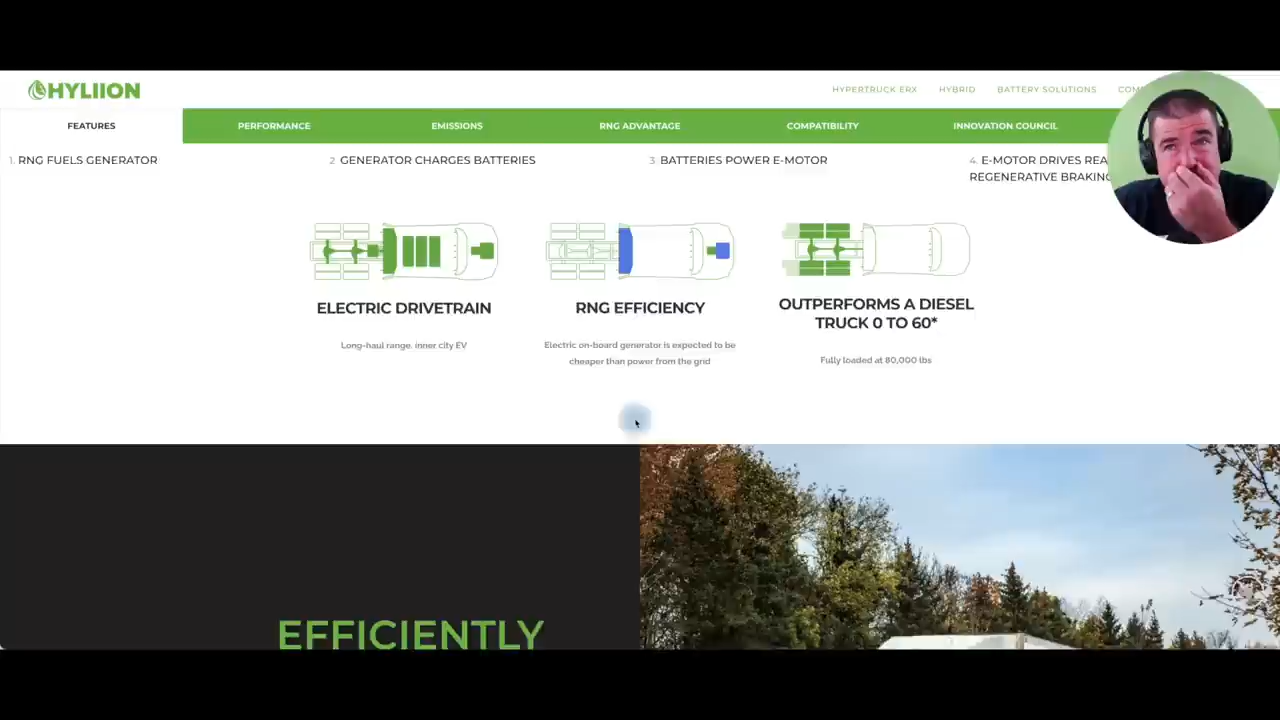 HYLIION
HYPERTRUCK ERX HYBRID BATTERY SOLUTIONS
FEATURES PERFORMANCE EMISSIONS RNG ADVANTAGE COMPATIBILITY INNOVATION COUNCIL
1. RNG FUELS GENERATOR
2 GENERATOR CHARGES BATTERIES
3 BATTERIES POWER E-MOTOR
4. E-MOTOR DRIVES
REGENERATIVE
ELECTRIC DRIVETRAIN
Long-haul range, inner city EV
RNG EFFICIENCY
Electric on-board generator is expected to be
cheaper than power from the grid
OUTPERFORMS A DIESEL
TRUCK 0 TO 60*
Fully loaded at 80,000 lbs
EFFICIENTLY